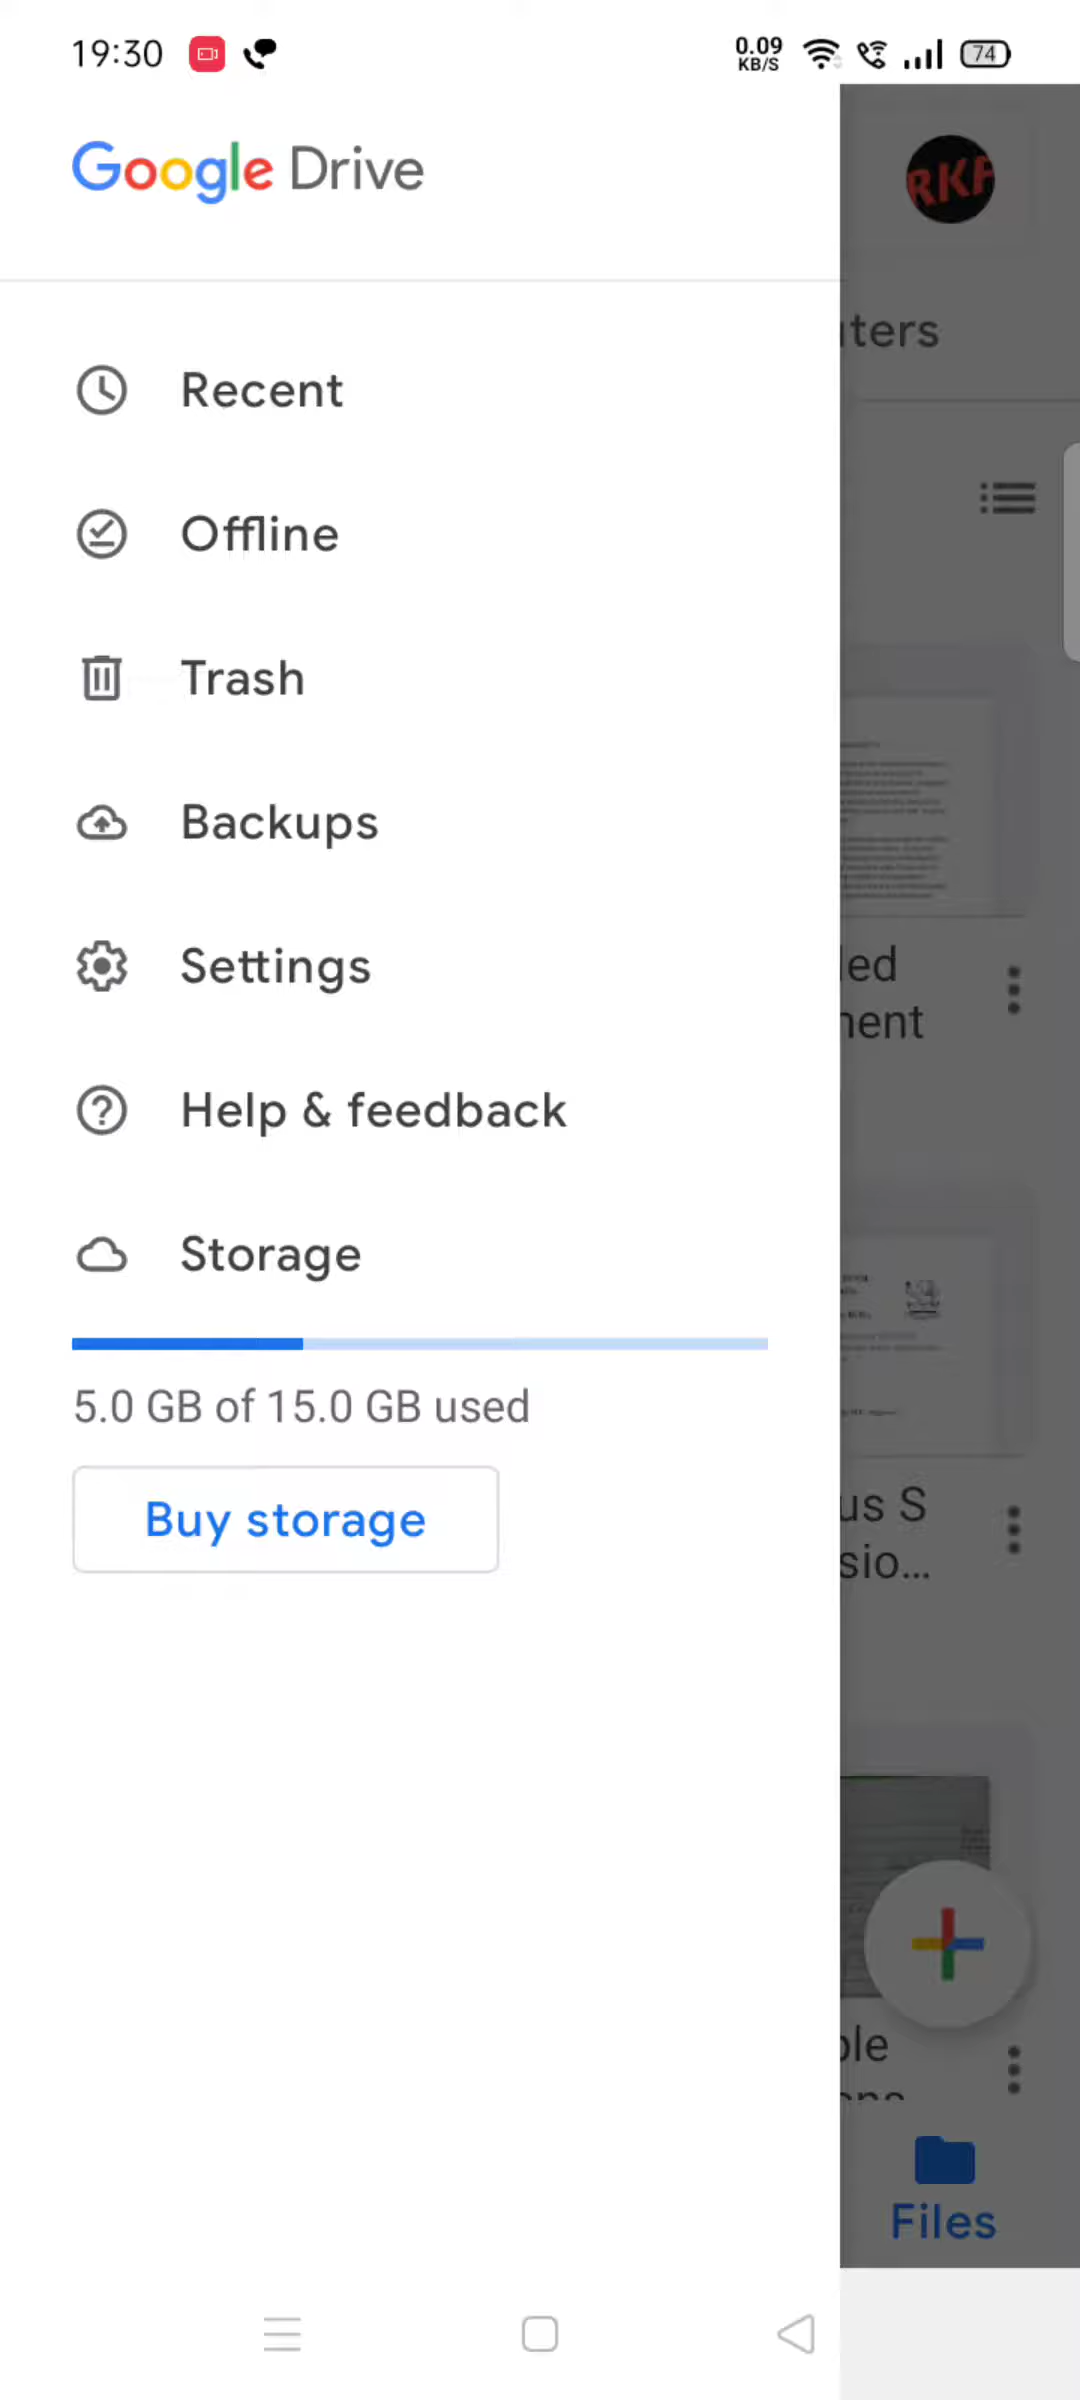 19:30
0.09
KB/S
74
Google Drive
RKF
Recent
Offline
Trash
Backups
Settings
Help & feedback
Storage
5.0 GB of 15.0 GB used
Buy storage
ters
led
nent
us S
sio...
ole
Files